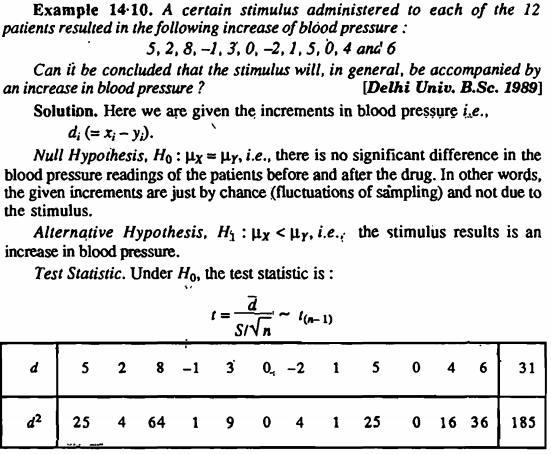 Example 14·10. A certain stimulus administered to each of the 12
patients resulted in the following increase of blood pressure :
5, 2, 8, –1, 3, 0, –2, 1, 5, 0, 4 and 6
Can it be concluded that the stimulus will, in general, be accompanied by
an increase in blood pressure ? [Delhi Univ. B.Sc. 1989]
Solution. Here we are given the increments in blood pressure i.e.,
dᵢ (= xᵢ – yᵢ).
Null Hypothesis, H₀ : μ_X = μ_Y, i.e., there is no significant difference in the
blood pressure readings of the patients before and after the drug. In other words,
the given increments are just by chance (fluctuations of sampling) and not due to
the stimulus.
Alternative Hypothesis, H₁ : μ_X < μ_Y, i.e., the stimulus results is an
increase in blood pressure.
Test Statistic. Under H₀, the test statistic is :
t = d̄ / (S/√n) ~ t₍ₙ₋₁₎
d 5 2 8 –1 3 0 –2 1 5 0 4 6 31
d² 25 4 64 1 9 0 4 1 25 0 16 36 185